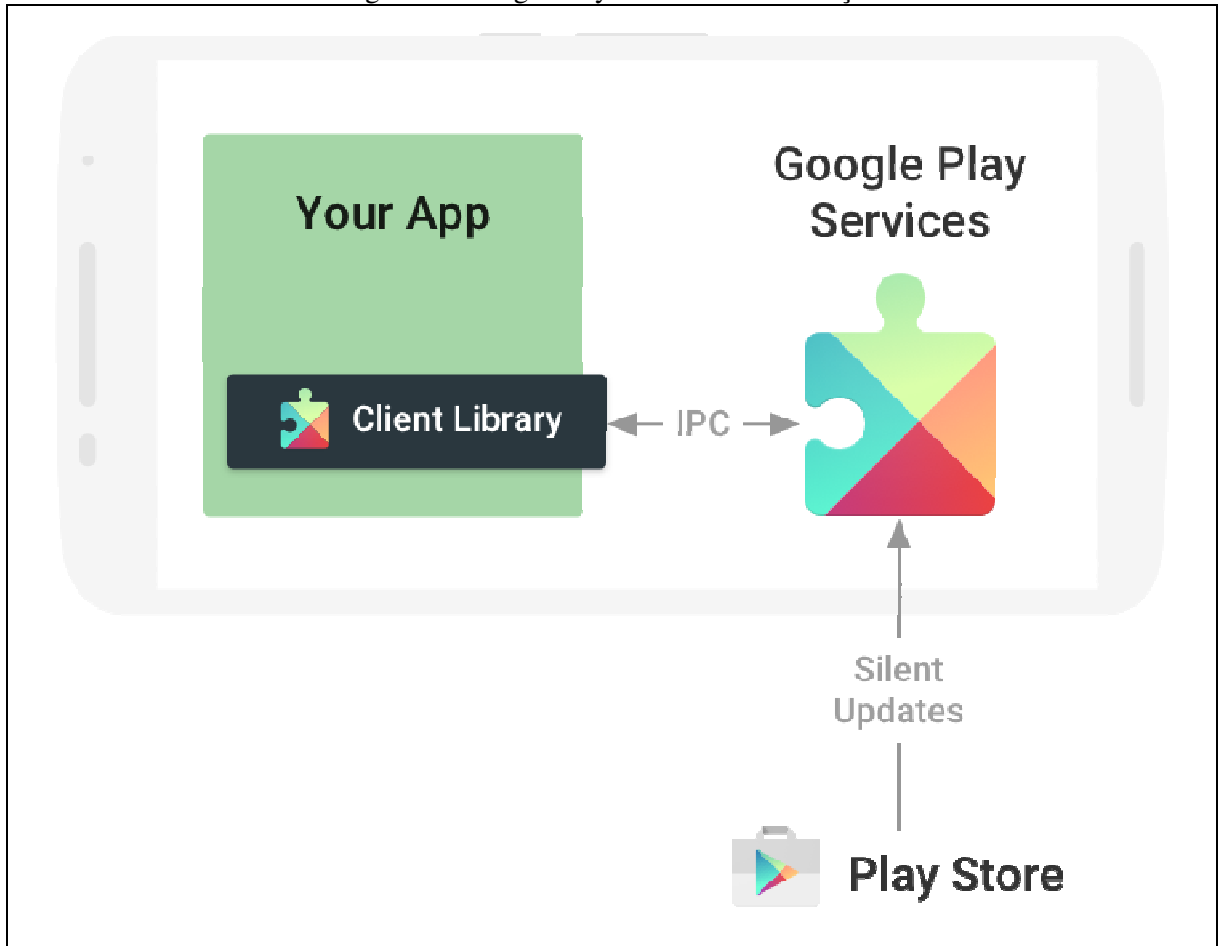 Google Play
Services
Your App
Client Library
IPC
Silent
Updates
Play Store